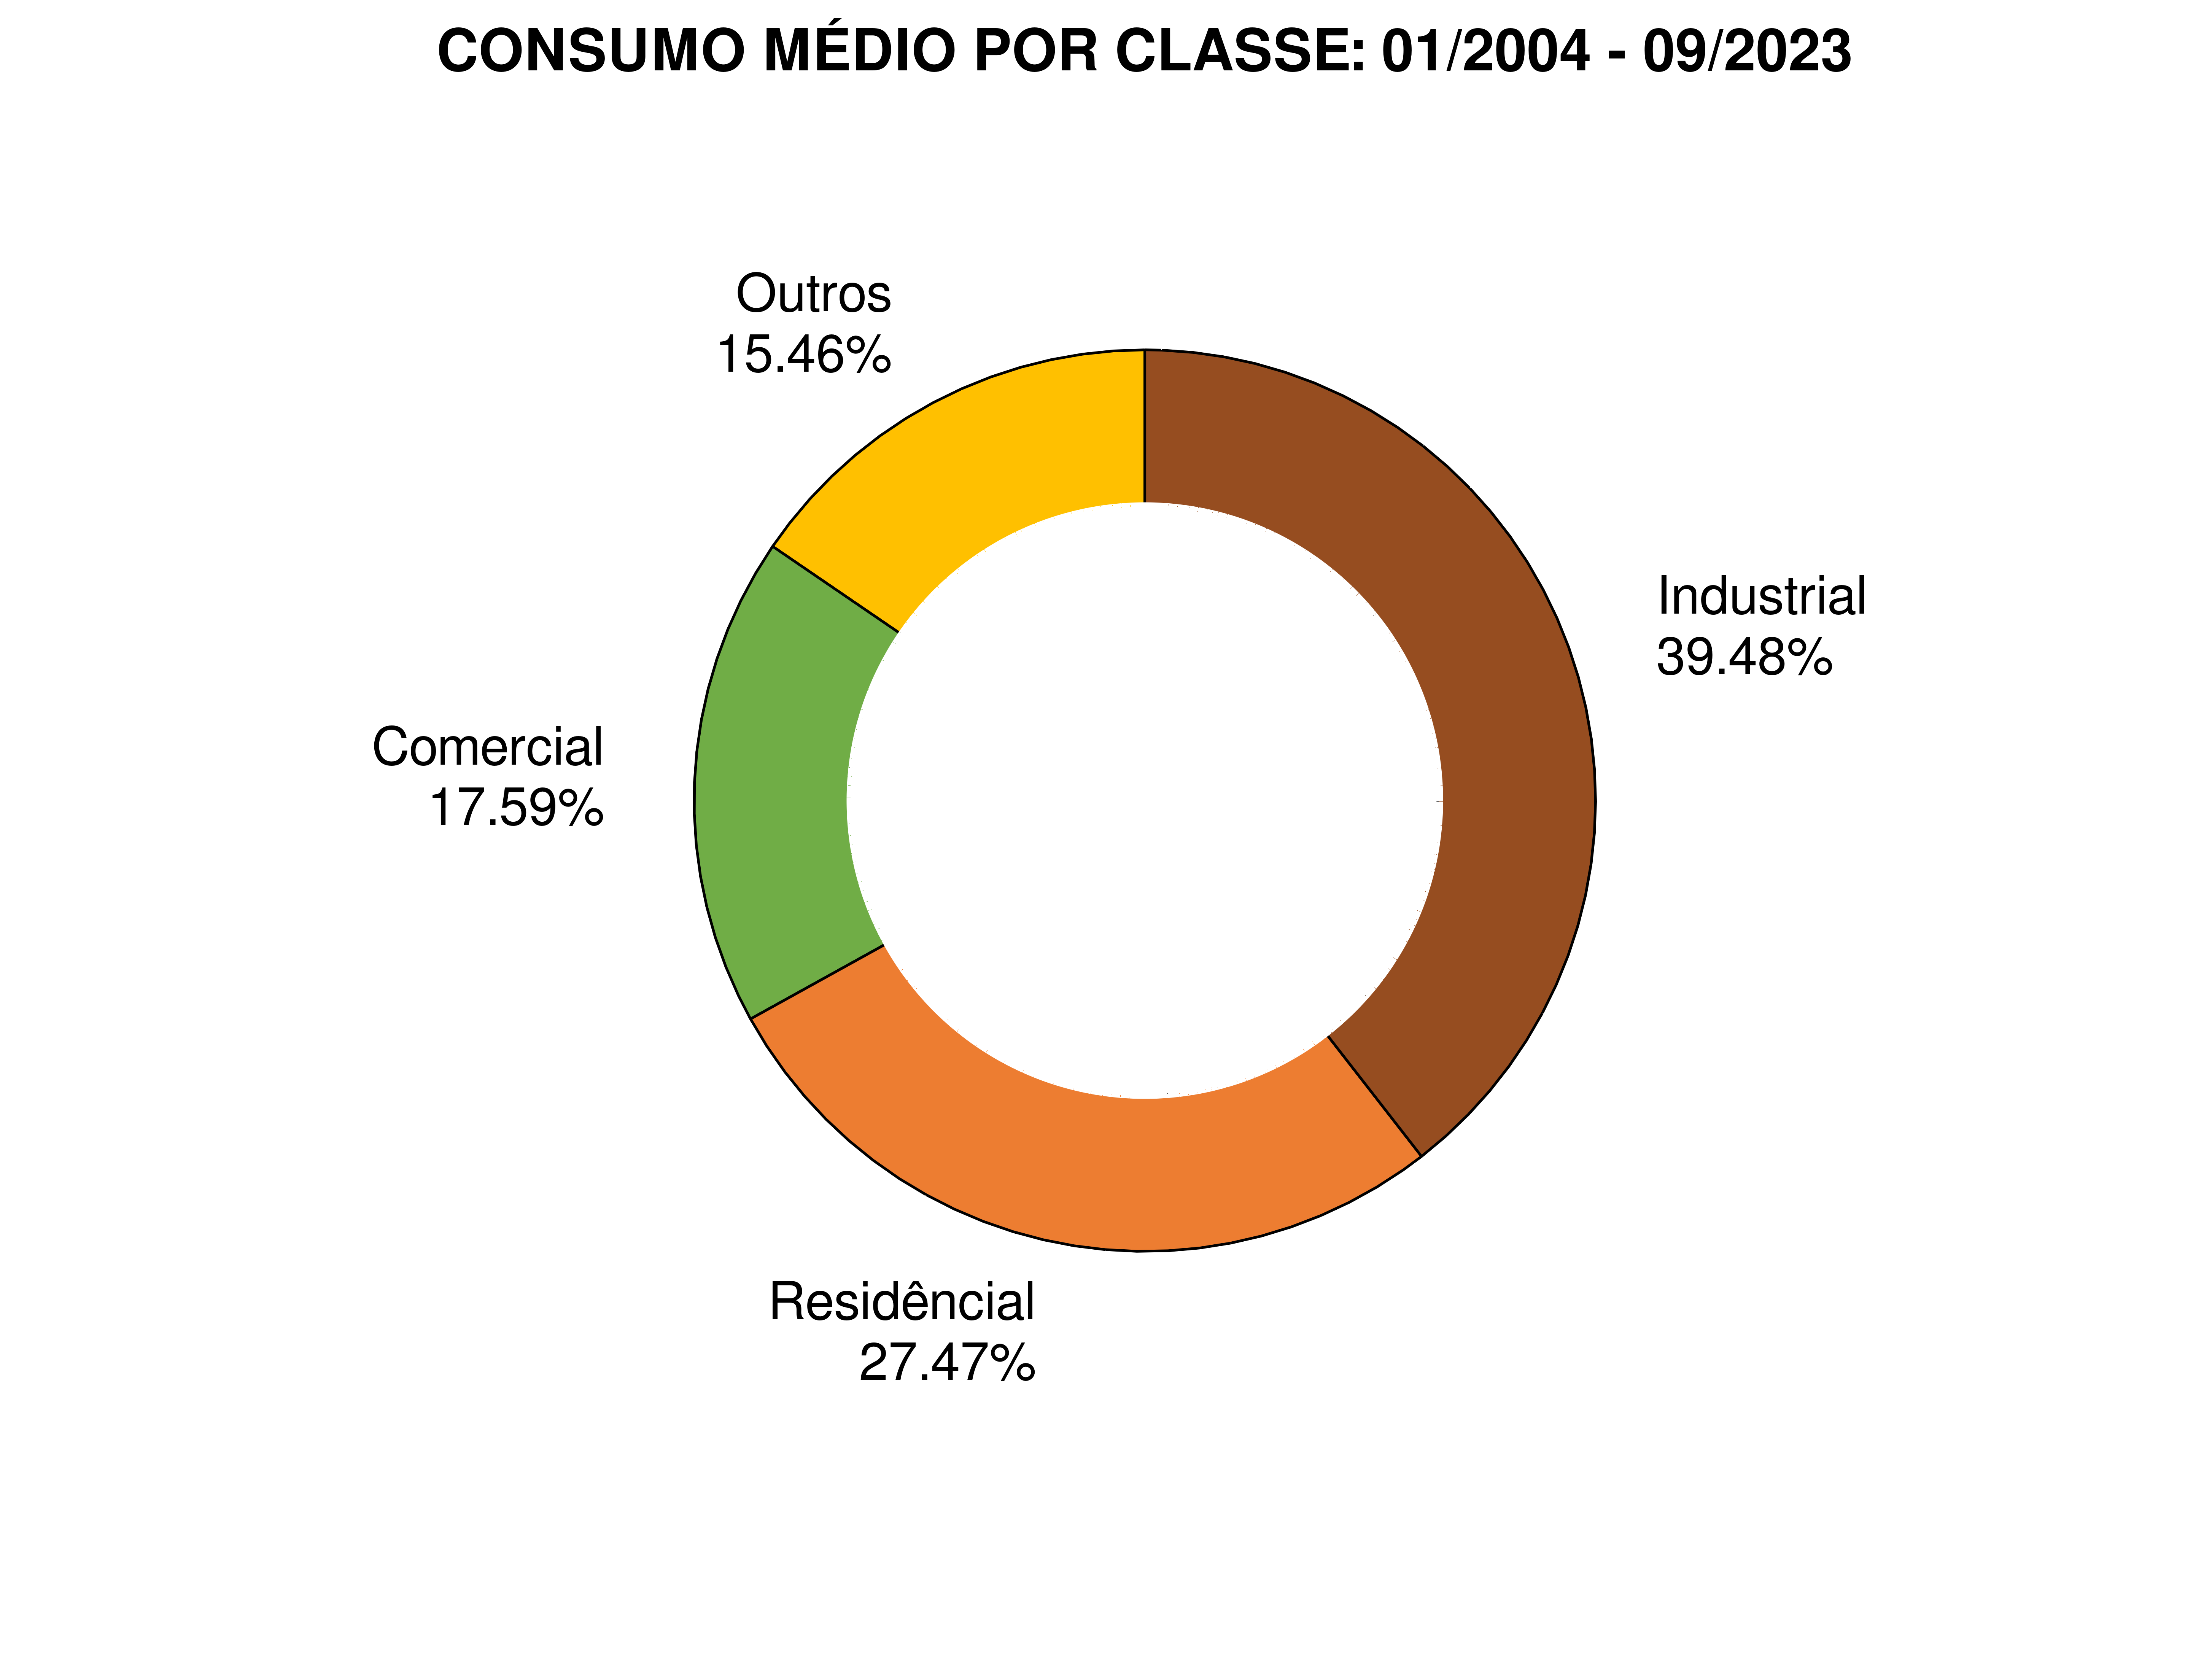 CONSUMO MÉDIO POR CLASSE: 01/2004 - 09/2023
Outros
15.46%
Industrial
39.48%
Comercial
17.59%
Residêncial
27.47%